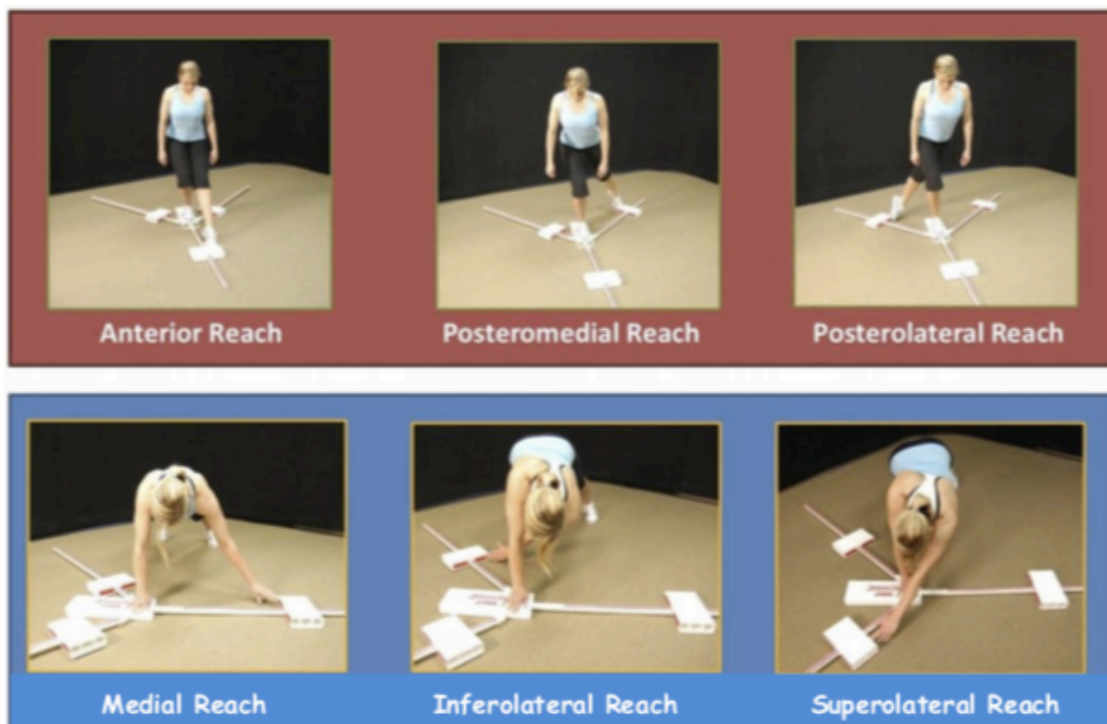 Anterior Reach
Posteromedial Reach
Posterolateral Reach
Medial Reach
Inferolateral Reach
Superolateral Reach